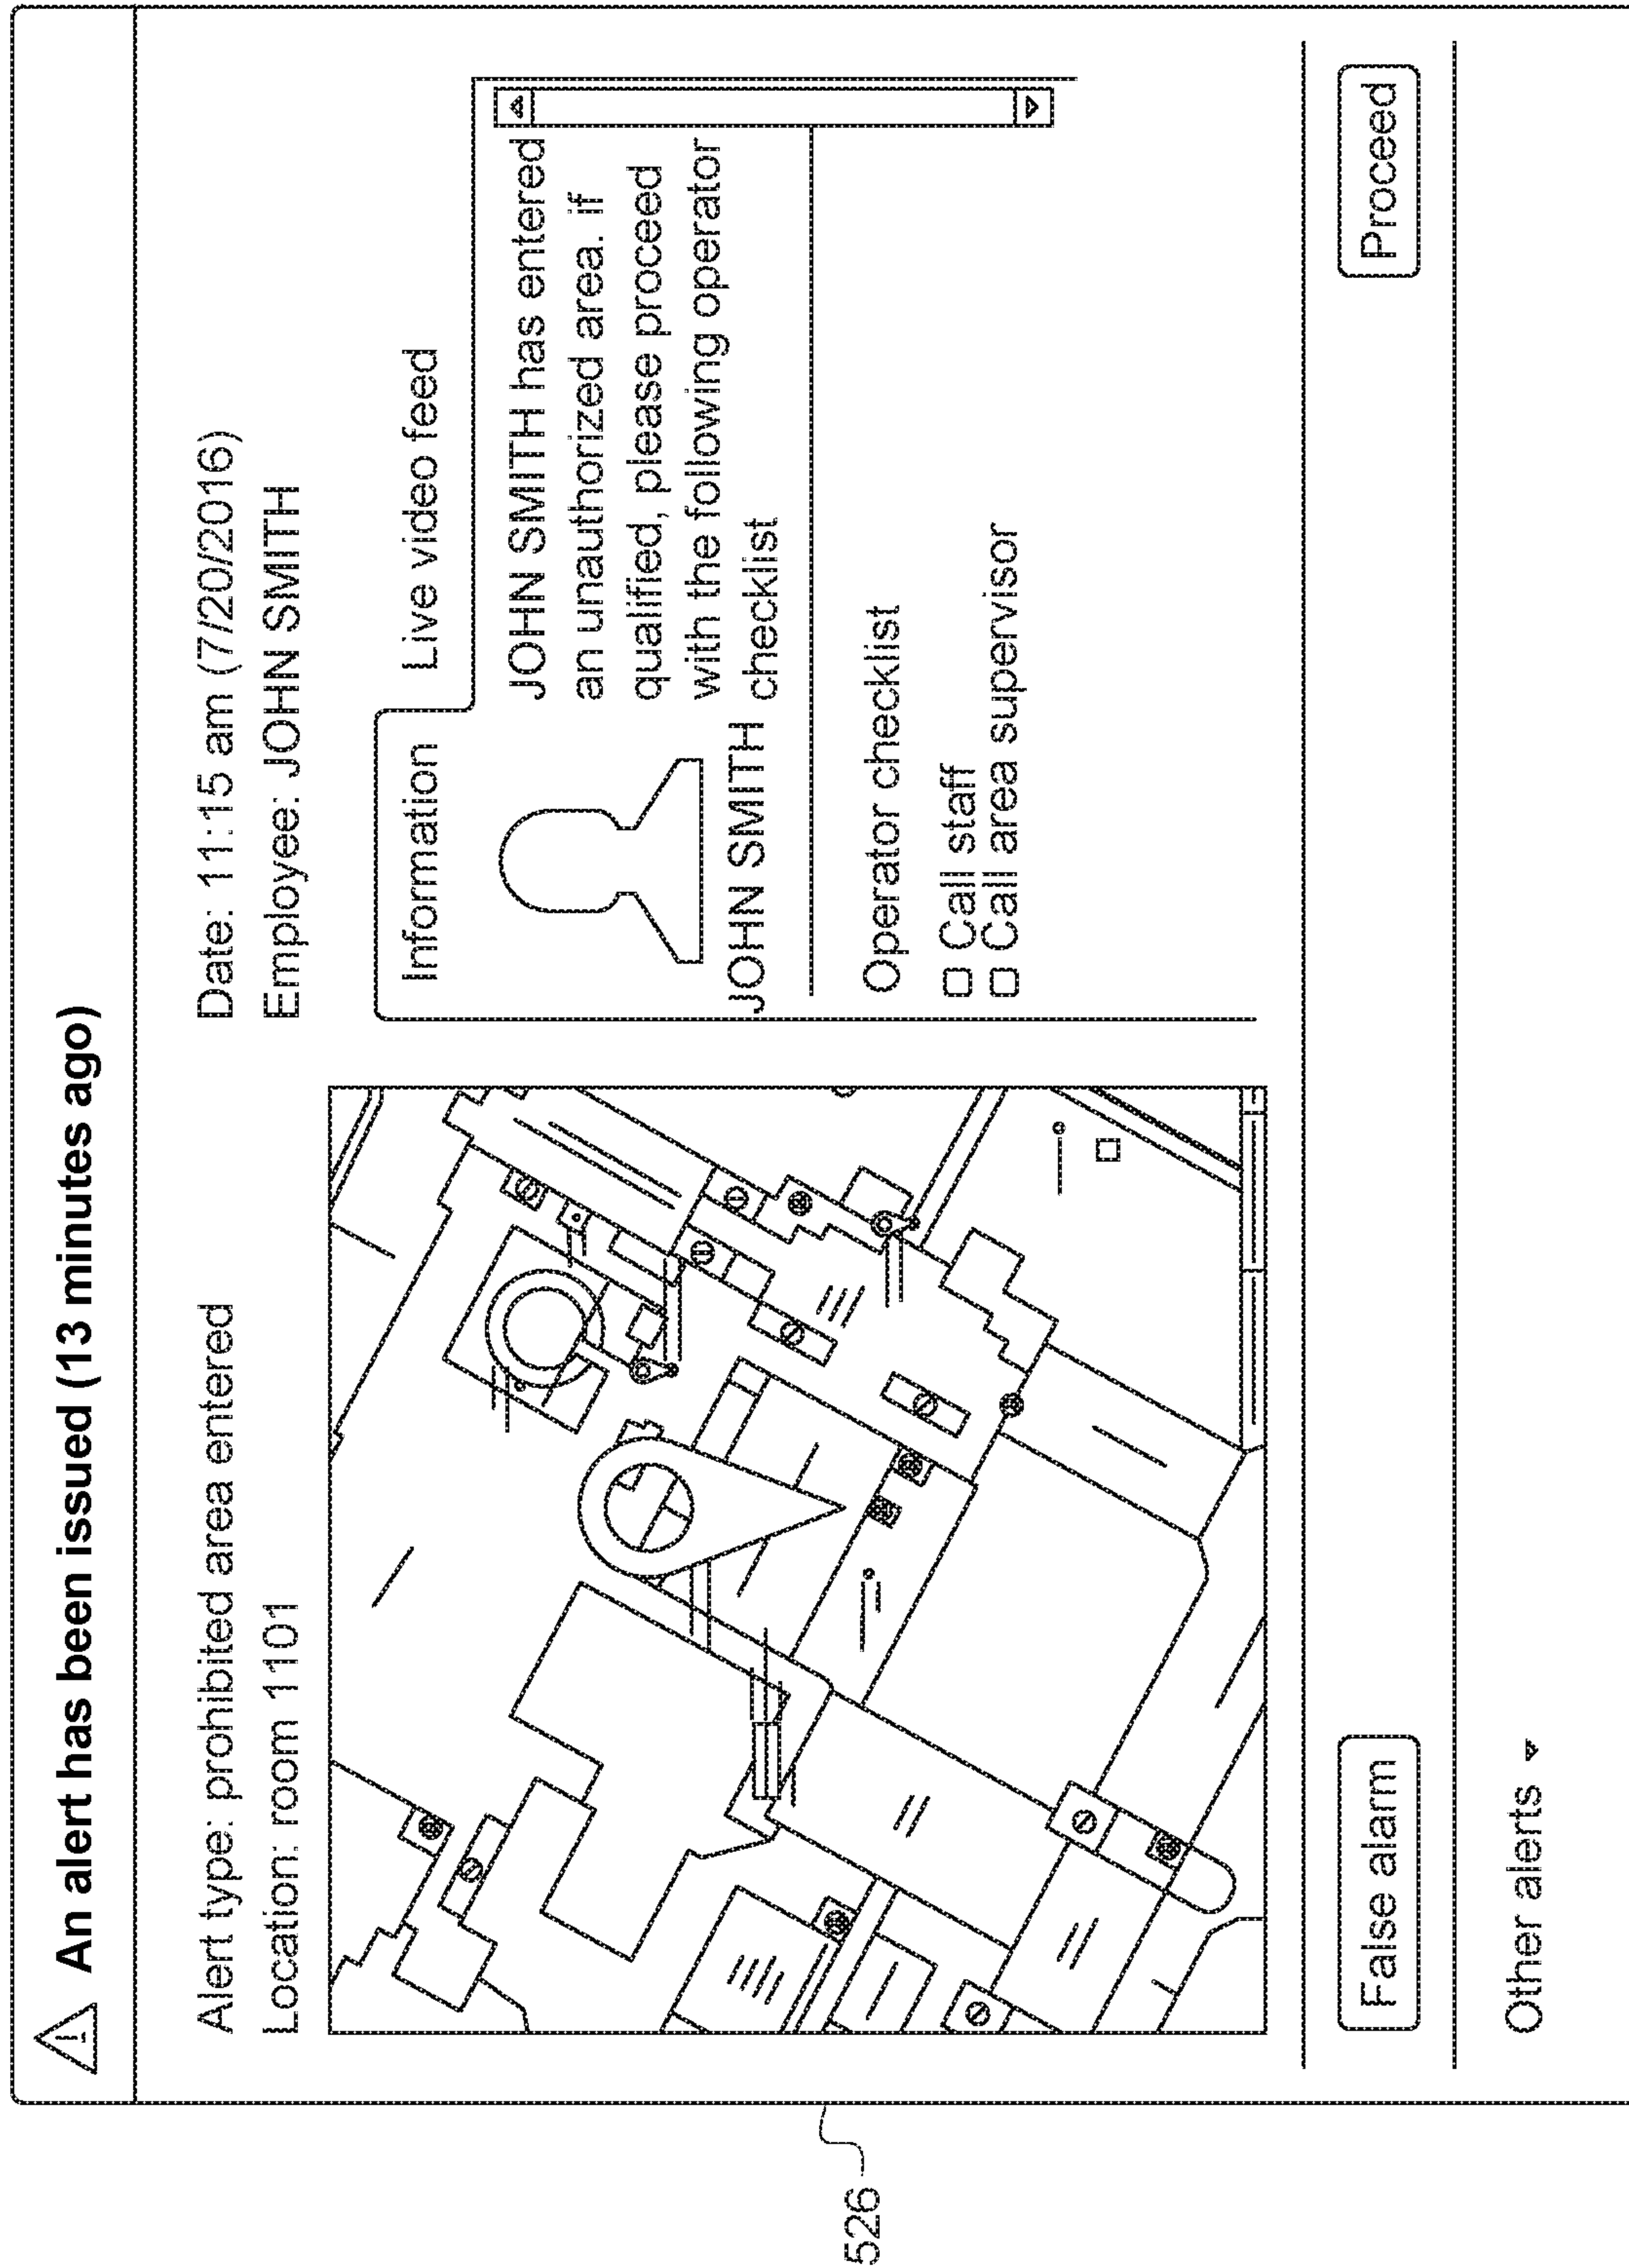 An alert has been issued (13 minutes ago)
Alert type: prohibited area entered
Location: room 1101
Date: 11:15 am (7/20/2016)
Employee: JOHN SMITH
Information
Live video feed
JOHN SMITH
JOHN SMITH has entered
an unauthorized area. if
qualified, please proceed
with the following operator
checklist
Operator checklist
Call staff
Call area supervisor
False alarm
Proceed
Other alerts
526